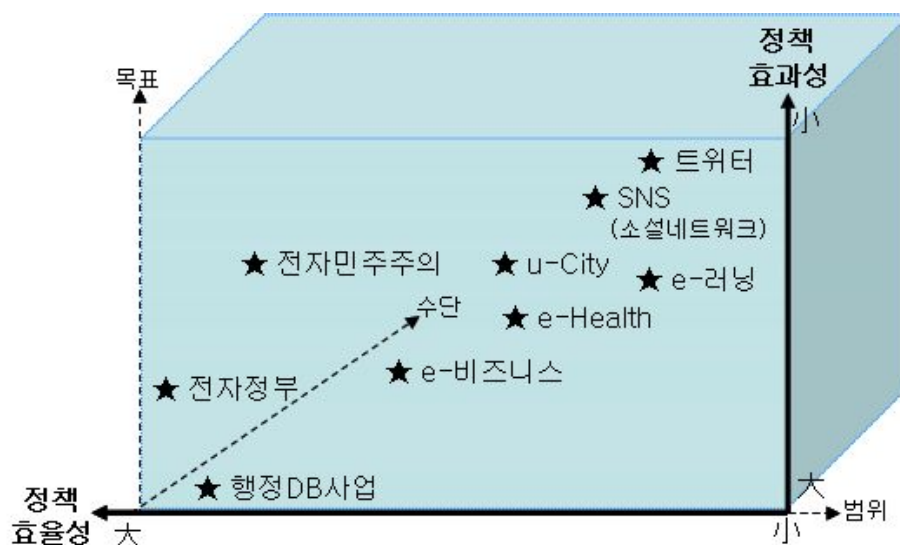 정책
효과성
목표
小
★ 트위터
★ SNS
(소셜네트워크)
★ 전자민주주의
★ u-City
★ e-러닝
수단
★ e-Health
★ e-비즈니스
★ 전자정부
★ 행정DB사업
大
정책
효율성
大
小
범위